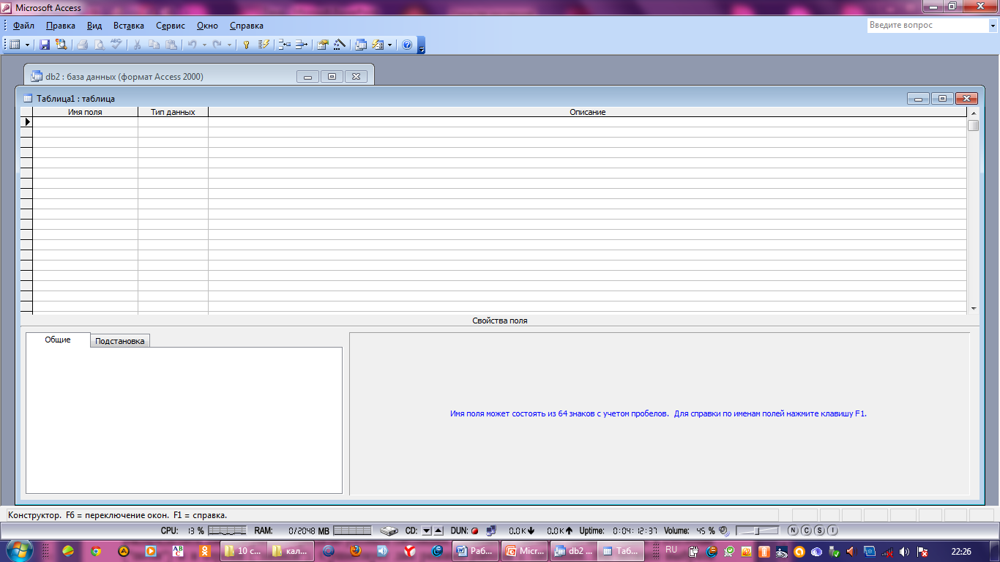 Microsoft Access
Файл Правка Вид Вставка Сервис Окно Справка
Введите вопрос
db2 : база данных (формат Access 2000)
Таблица1 : таблица
Имя поля Тип данных Описание
Свойства поля
Общие Подстановка
Имя поля может состоять из 64 знаков с учетом пробелов. Для справки по именам полей нажмите клавишу F1.
Конструктор. F6 = переключение окон. F1 = справка.
CPU: 13 % RAM: 0/2048 MB CD: DUN: 0.0K 0.0K Uptime: 0:04:12:37 Volume: 45 % N C S I
10 с... кал... Раб... Micr... db2 ... Таб... RU 22:26